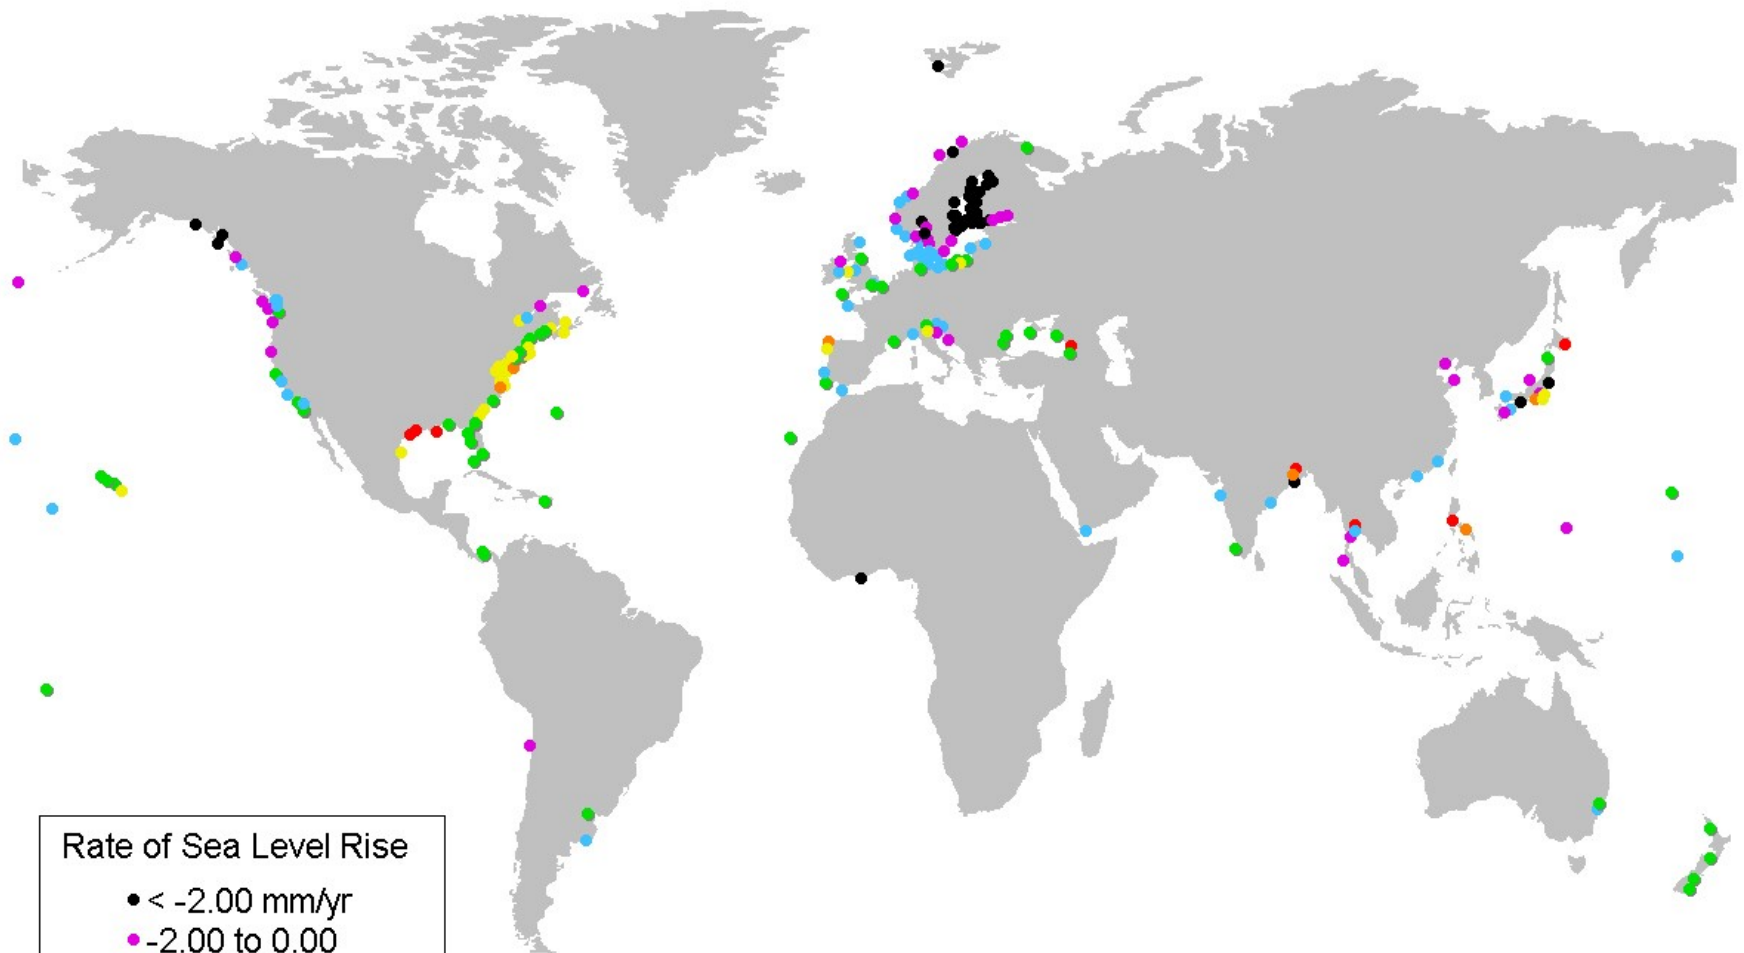 Rate of Sea Level Rise
< -2.00 mm/yr
-2.00 to 0.00